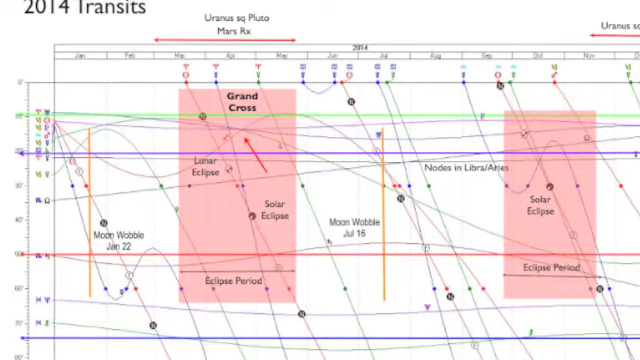 2014 Transits
Uranus sq Pluto
Mars Rx
Uranus sq
2014
Jan Feb Mar Apr May Jun Jul Aug Sep Oct Nov
Grand
Cross
Lunar
Eclipse
Solar
Eclipse
Eclipse Period
Moon Wobble
Jan 22
Moon Wobble
Jul 16
Nodes in Libra/Aries
Solar
Eclipse
Eclipse Period